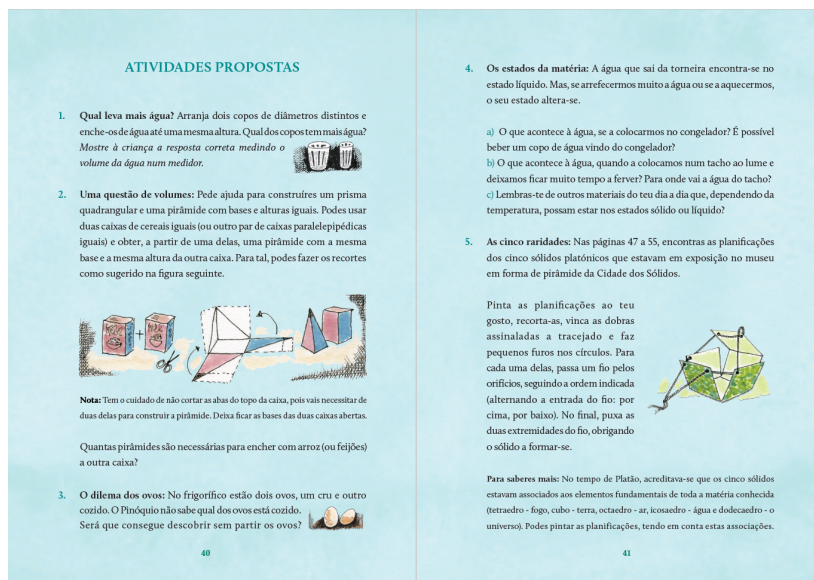 ATIVIDADES PROPOSTAS
1. Qual leva mais água? Arranja dois copos de diâmetros distintos e
enche-os de água até uma mesma altura. Qual dos copos tem mais água?
Mostre à criança a resposta correta medindo o
volume da água num medidor.
2. Uma questão de volumes: Pede ajuda para construíres um prisma
quadrangular e uma pirâmide com bases e alturas iguais. Podes usar
duas caixas de cereais iguais (ou outro par de caixas paralelepipédicas
iguais) e obter, a partir de uma delas, uma pirâmide com a mesma
base e a mesma altura da outra caixa. Para tal, podes fazer os recortes
como sugerido na figura seguinte.
+
Nota: Tem o cuidado de não cortar as abas do topo da caixa, pois vais necessitar de
duas delas para construir a pirâmide. Deixa ficar as bases das duas caixas abertas.
Quantas pirâmides são necessárias para encher com arroz (ou feijões)
a outra caixa?
3. O dilema dos ovos: No frigorífico estão dois ovos, um cru e outro
cozido. O Pinóquio não sabe qual dos ovos está cozido.
Será que consegue descobrir sem partir os ovos?
40
4. Os estados da matéria: A água que sai da torneira encontra-se no
estado líquido. Mas, se arrefecermos muito a água ou se a aquecermos,
o seu estado altera-se.
a) O que acontece à água, se a colocarmos no congelador? É possível
beber um copo de água vindo do congelador?
b) O que acontece à água, quando a colocamos num tacho ao lume e
deixamos ficar muito tempo a ferver? Para onde vai a água do tacho?
c) Lembras-te de outros materiais do teu dia a dia que, dependendo da
temperatura, possam estar nos estados sólido ou líquido?
5. As cinco raridades: Nas páginas 47 a 55, encontras as planificações
dos cinco sólidos platónicos que estavam em exposição no museu
em forma de pirâmide da Cidade dos Sólidos.
Pinta as planificações ao teu
gosto, recorta-as, vinca as dobras
assinaladas a tracejado e faz
pequenos furos nos círculos. Para
cada uma delas, passa um fio pelos
orifícios, seguindo a ordem indicada
(alternando a entrada do fio: por
cima, por baixo). No final, puxa as
duas extremidades do fio, obrigando
o sólido a formar-se.
Para saberes mais: No tempo de Platão, acreditava-se que os cinco sólidos
estavam associados aos elementos fundamentais de toda a matéria conhecida
(tetraedro - fogo, cubo - terra, octaedro - ar, icosaedro - água e dodecaedro - o
universo). Podes pintar as planificações, tendo em conta estas associações.
41